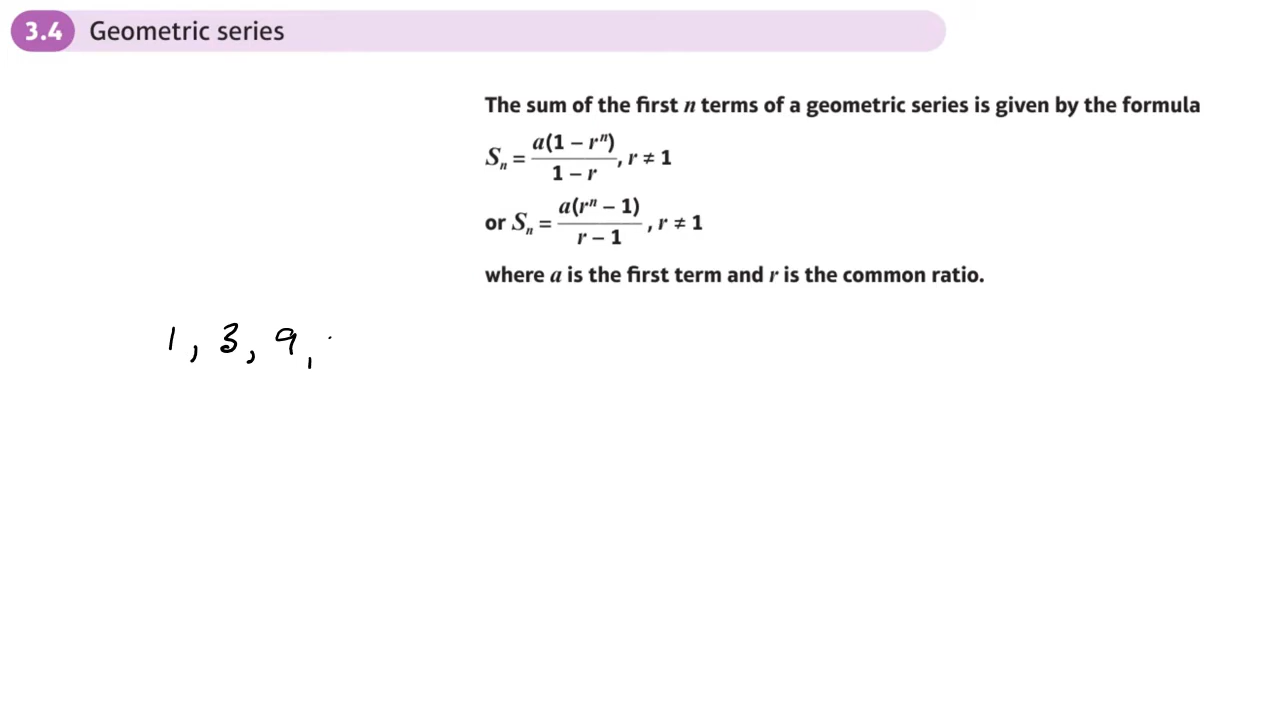 3.4 Geometric series
The sum of the first n terms of a geometric series is given by the formula
Sₙ = a(1 − rⁿ) / 1 − r, r ≠ 1
or Sₙ = a(rⁿ − 1) / r − 1, r ≠ 1
where a is the first term and r is the common ratio.
1, 3, 9,